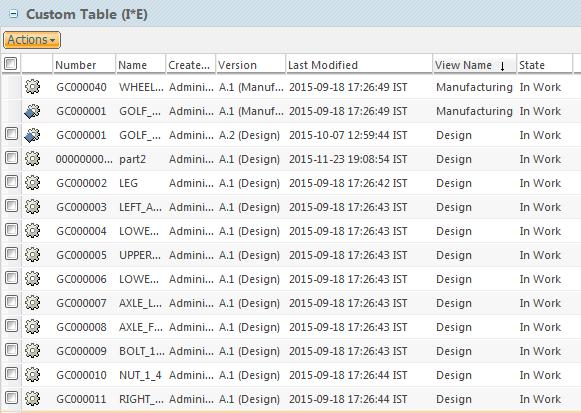 Custom Table (I*E)
Actions
Number Name Create... Version Last Modified View Name State
GC000040 WHEEL... Admini... A.1 (Manuf... 2015-09-18 17:26:49 IST Manufacturing In Work
GC000001 GOLF_... Admini... A.1 (Manuf... 2015-09-18 17:26:49 IST Manufacturing In Work
GC000001 GOLF_... Admini... A.2 (Design) 2015-10-07 12:59:44 IST Design In Work
00000000... part2 Admini... A.1 (Design) 2015-11-23 19:08:54 IST Design In Work
GC000002 LEG Admini... A.1 (Design) 2015-09-18 17:26:42 IST Design In Work
GC000003 LEFT_A... Admini... A.1 (Design) 2015-09-18 17:26:43 IST Design In Work
GC000004 LOWE... Admini... A.1 (Design) 2015-09-18 17:26:43 IST Design In Work
GC000005 UPPER... Admini... A.1 (Design) 2015-09-18 17:26:43 IST Design In Work
GC000006 LOWE... Admini... A.1 (Design) 2015-09-18 17:26:43 IST Design In Work
GC000007 AXLE_L... Admini... A.1 (Design) 2015-09-18 17:26:43 IST Design In Work
GC000008 AXLE_F... Admini... A.1 (Design) 2015-09-18 17:26:43 IST Design In Work
GC000009 BOLT_1... Admini... A.1 (Design) 2015-09-18 17:26:43 IST Design In Work
GC000010 NUT_1_4 Admini... A.1 (Design) 2015-09-18 17:26:44 IST Design In Work
GC000011 RIGHT_... Admini... A.1 (Design) 2015-09-18 17:26:44 IST Design In Work